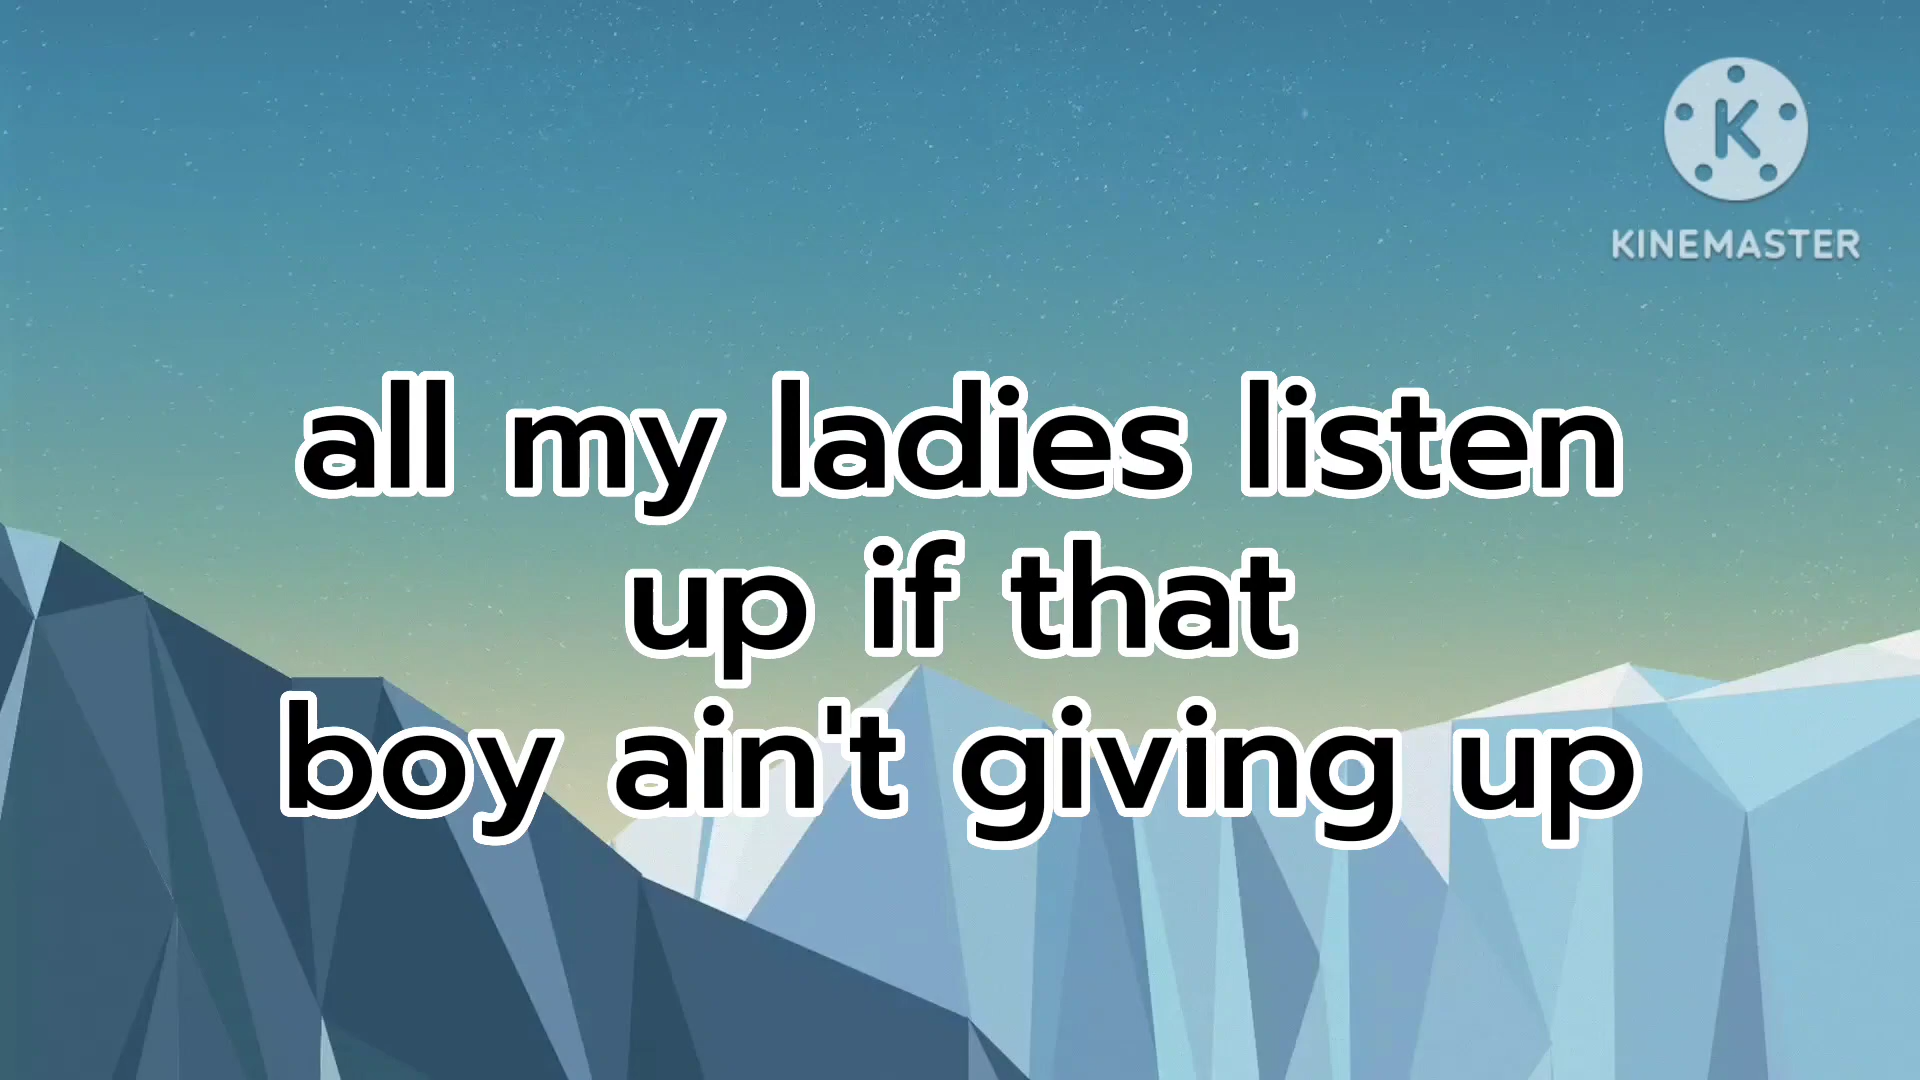 K
KINEMASTER
all my ladies listen
up if that
boy ain't giving up